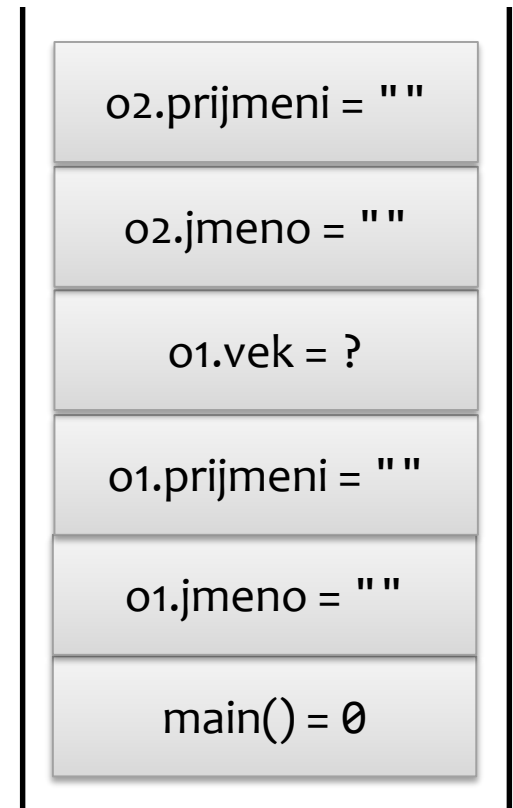 o2.prijmeni = ""
o2.jmeno = ""
o1.vek = ?
o1.prijmeni = ""
o1.jmeno = ""
main() = 0